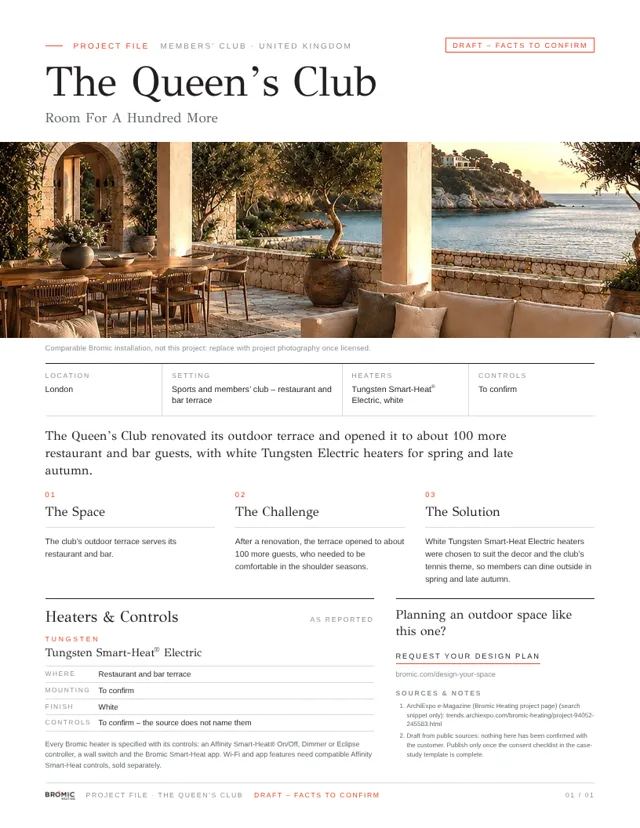 PROJECT FILE MEMBERS' CLUB · UNITED KINGDOM
DRAFT – FACTS TO CONFIRM
The Queen's Club
Room For A Hundred More
Comparable Bromic installation, not this project: replace with project photography once licensed.
LOCATION
London
SETTING
Sports and members' club – restaurant and
bar terrace
HEATERS
Tungsten Smart-Heat®
Electric, white
CONTROLS
To confirm
The Queen's Club renovated its outdoor terrace and opened it to about 100 more
restaurant and bar guests, with white Tungsten Electric heaters for spring and late
autumn.
01
The Space
The club's outdoor terrace serves its
restaurant and bar.
02
The Challenge
After a renovation, the terrace opened to about
100 more guests, who needed to be
comfortable in the shoulder seasons.
03
The Solution
White Tungsten Smart-Heat Electric heaters
were chosen to suit the decor and the club's
tennis theme, so members can dine outside in
spring and late autumn.
Heaters & Controls
AS REPORTED
TUNGSTEN
Tungsten Smart-Heat® Electric
WHERE Restaurant and bar terrace
MOUNTING To confirm
FINISH White
CONTROLS To confirm – the source does not name them
Every Bromic heater is specified with its controls: an Affinity Smart-Heat® On/Off, Dimmer or Eclipse
controller, a wall switch and the Bromic Smart-Heat app. Wi-Fi and app features need compatible Affinity
Smart-Heat controls, sold separately.
Planning an outdoor space like
this one?
REQUEST YOUR DESIGN PLAN
bromic.com/design-your-space
SOURCES & NOTES
1. ArchiExpo e-Magazine (Bromic Heating project page) (search
snippet only): trends.archiexpo.com/bromic-heating/project-94052-
245583.html
2. Draft from public sources: nothing here has been confirmed with
the customer. Publish only once the consent checklist in the case-
study template is complete.
BROMIC PROJECT FILE · THE QUEEN'S CLUB DRAFT – FACTS TO CONFIRM
01 / 01